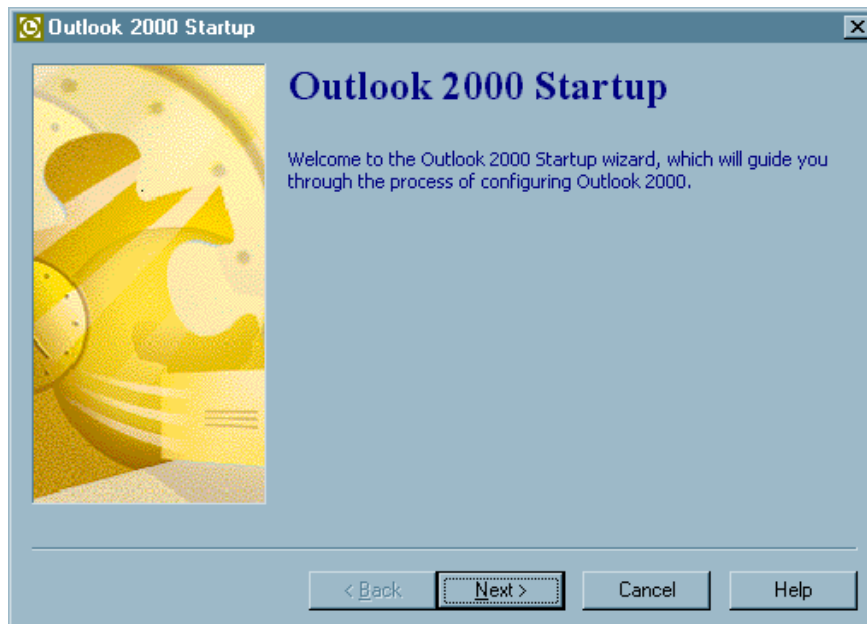 Outlook 2000 Startup
Outlook 2000 Startup
Welcome to the Outlook 2000 Startup wizard, which will guide you
through the process of configuring Outlook 2000.
< Back Next > Cancel Help